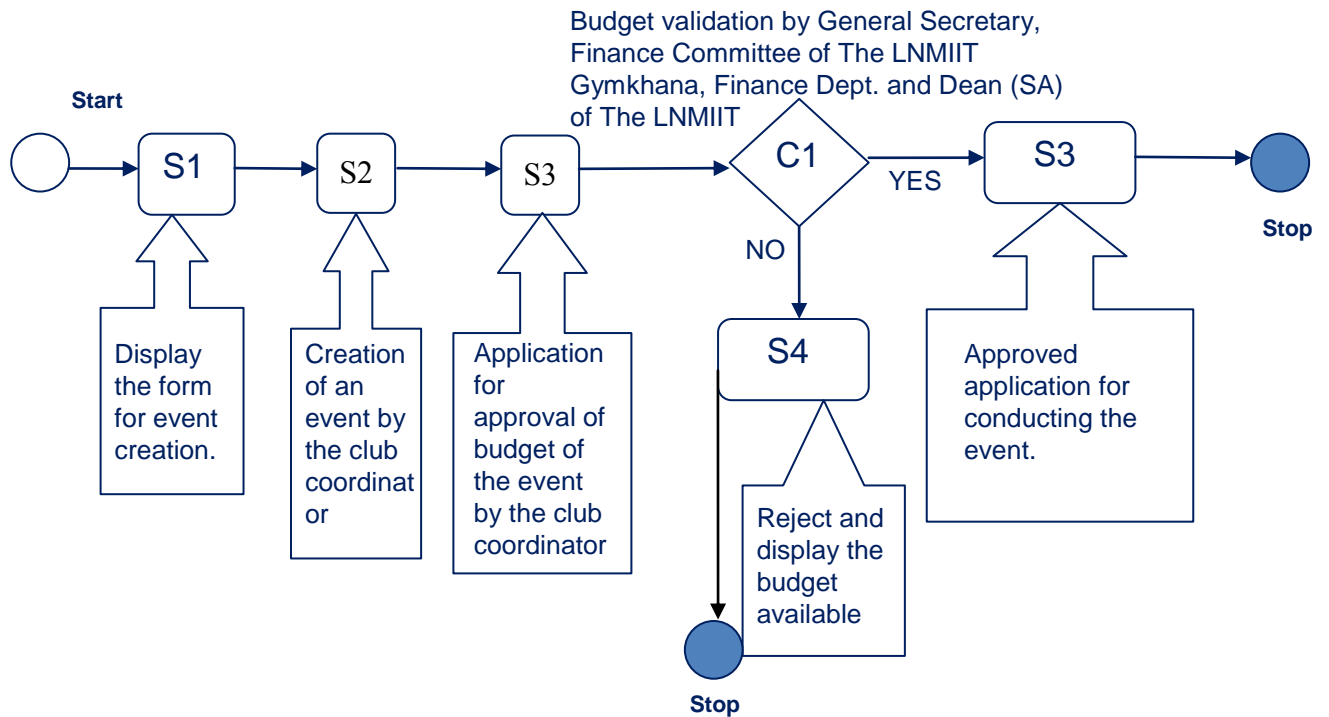 Budget validation by General Secretary,
Finance Committee of The LNMIIT
Gymkhana, Finance Dept. and Dean (SA)
of The LNMIIT
Start
S1
S2
S3
C1
YES
S3
Stop
NO
S4
Display
the form
for event
creation.
Creation
of an
event by
the club
coordinat
or
Application
for
approval of
budget of
the event
by the club
coordinator
Reject and
display the
budget
available
Approved
application for
conducting the
event.
Stop